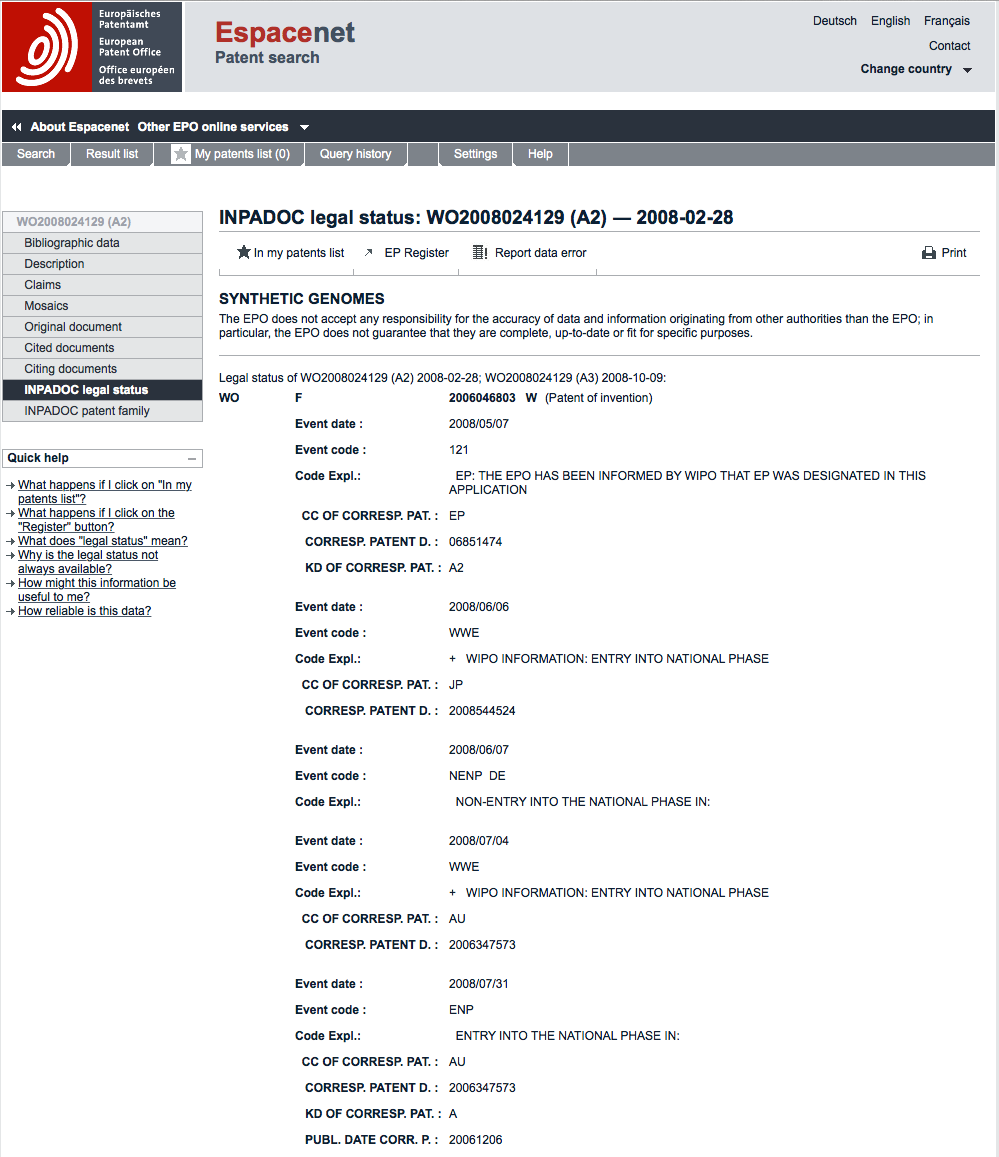 Europäisches
Patentamt
European
Patent Office
Office européen
des brevets
Espacenet
Patent search
Deutsch English Français
Contact
Change country
About Espacenet Other EPO online services
Search Result list My patents list (0) Query history Settings Help
WO2008024129 (A2)
Bibliographic data
Description
Claims
Mosaics
Original document
Cited documents
Citing documents
INPADOC legal status
INPADOC patent family
Quick help
What happens if I click on "In my
patents list"?
What happens if I click on the
"Register" button?
What does "legal status" mean?
Why is the legal status not
always available?
How might this information be
useful to me?
How reliable is this data?
INPADOC legal status: WO2008024129 (A2) — 2008-02-28
In my patents list EP Register Report data error Print
SYNTHETIC GENOMES
The EPO does not accept any responsibility for the accuracy of data and information originating from other authorities than the EPO; in
particular, the EPO does not guarantee that they are complete, up-to-date or fit for specific purposes.
Legal status of WO2008024129 (A2) 2008-02-28; WO2008024129 (A3) 2008-10-09:
WO F 2006046803 W (Patent of invention)
Event date : 2008/05/07
Event code : 121
Code Expl.: EP: THE EPO HAS BEEN INFORMED BY WIPO THAT EP WAS DESIGNATED IN THIS
APPLICATION
CC OF CORRESP. PAT. : EP
CORRESP. PATENT D. : 06851474
KD OF CORRESP. PAT. : A2
Event date : 2008/06/06
Event code : WWE
Code Expl.: + WIPO INFORMATION: ENTRY INTO NATIONAL PHASE
CC OF CORRESP. PAT. : JP
CORRESP. PATENT D. : 2008544524
Event date : 2008/06/07
Event code : NENP DE
Code Expl.: NON-ENTRY INTO THE NATIONAL PHASE IN:
Event date : 2008/07/04
Event code : WWE
Code Expl.: + WIPO INFORMATION: ENTRY INTO NATIONAL PHASE
CC OF CORRESP. PAT. : AU
CORRESP. PATENT D. : 2006347573
Event date : 2008/07/31
Event code : ENP
Code Expl.: ENTRY INTO THE NATIONAL PHASE IN:
CC OF CORRESP. PAT. : AU
CORRESP. PATENT D. : 2006347573
KD OF CORRESP. PAT. : A
PUBL. DATE CORR. P. : 20061206